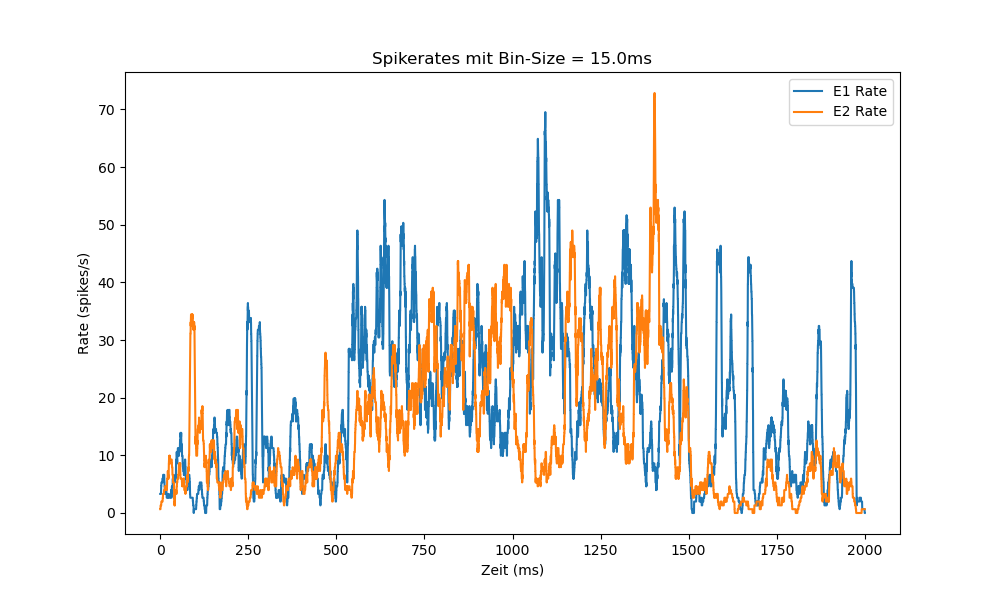 Spikerates mit Bin-Size = 15.0ms
E1 Rate
E2 Rate
70
60
50
40
30
20
10
0
Rate (spikes/s)
0 250 500 750 1000 1250 1500 1750 2000
Zeit (ms)